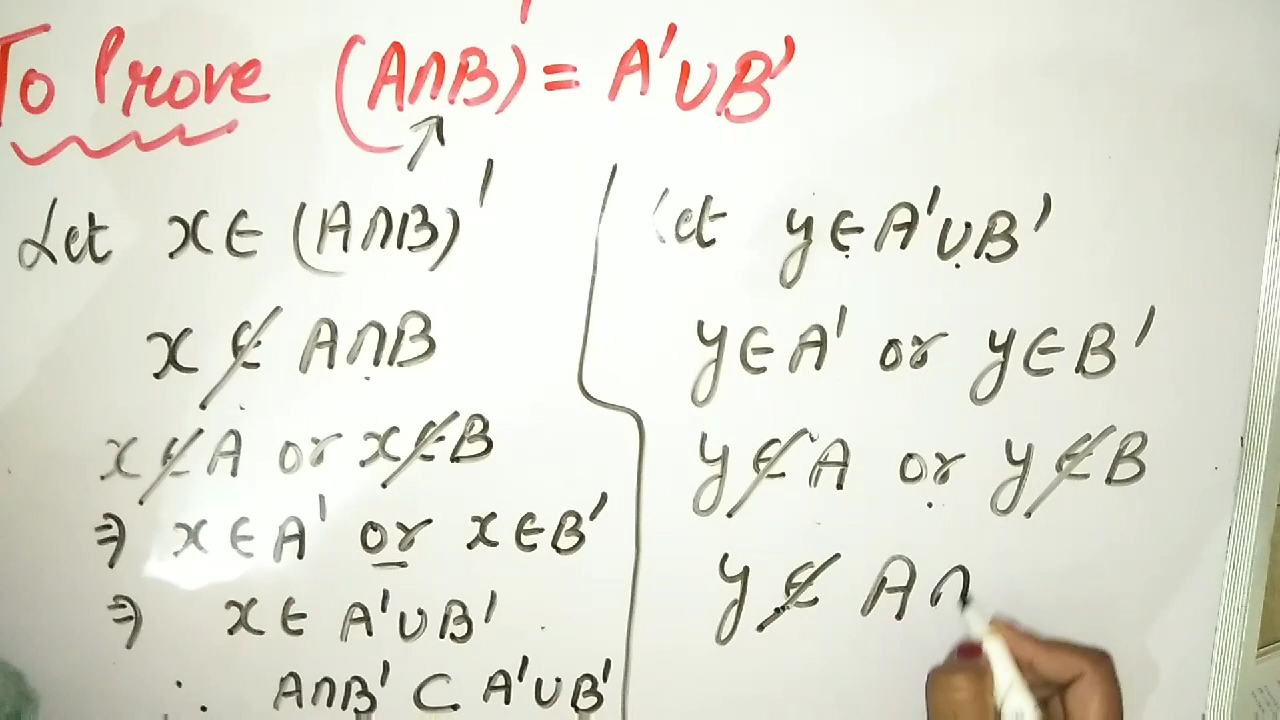 To Prove (A∩B)' = A'∪B'
Let x∈ (A∩B)'
x ∉ A∩B
x∉A or x∉B
⇒ x∈A' or x∈B'
⇒ x∈ A'∪B'
∴ A∩B' ⊂ A'∪B'
Let y∈A'∪B'
y∈A' or y∈B'
y∉A or y∉B
y∉ A∩